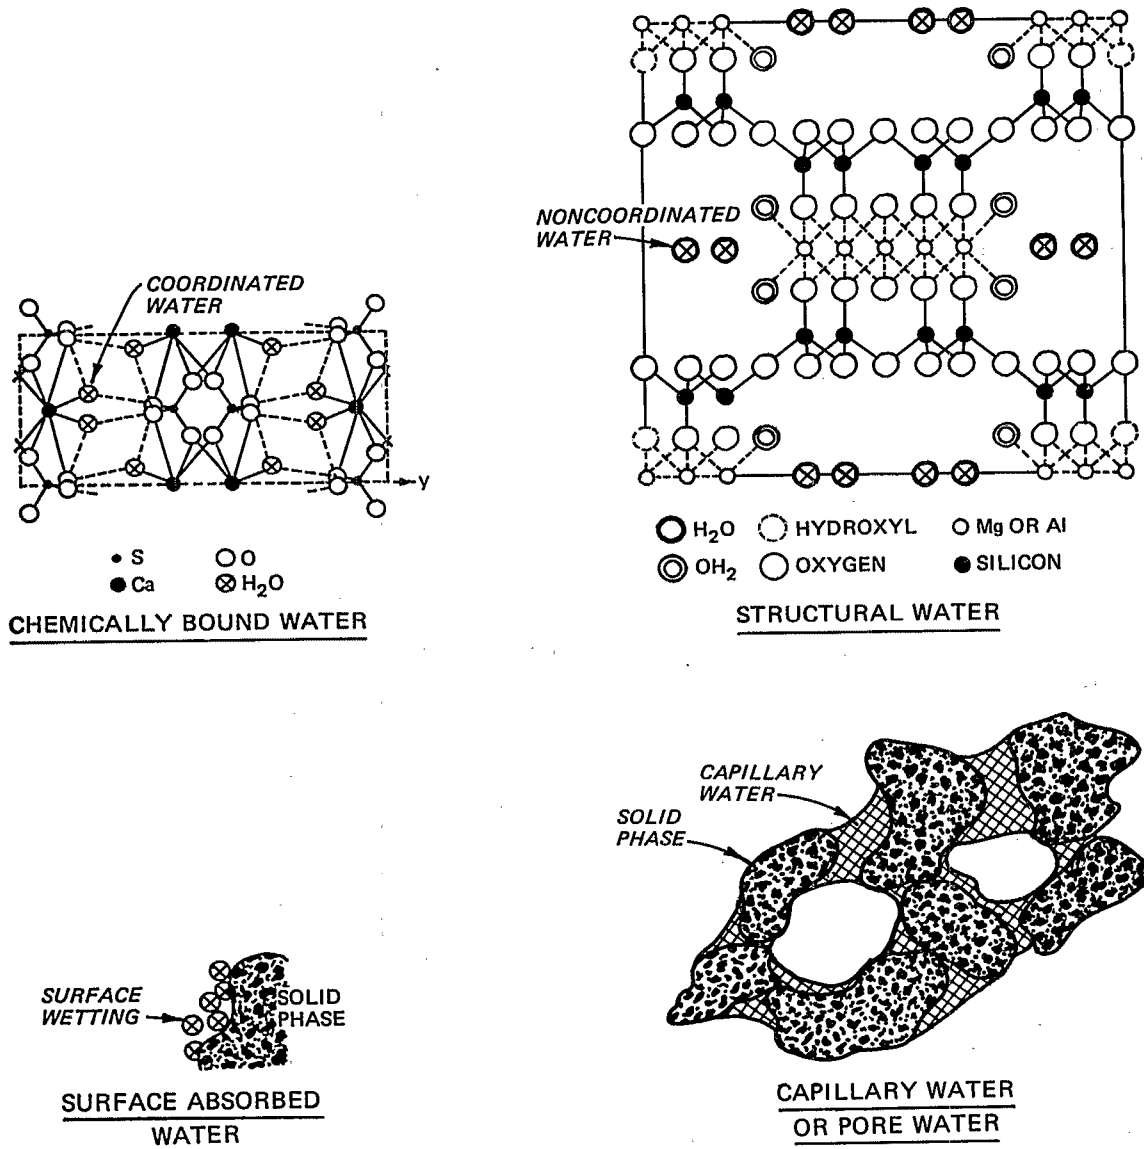 NONCOORDINATED
WATER
COORDINATED
WATER
y
S
O
Ca
H2O
CHEMICALLY BOUND WATER
H2O
HYDROXYL
Mg OR Al
OH2
OXYGEN
SILICON
STRUCTURAL WATER
CAPILLARY
WATER
SOLID
PHASE
SURFACE
WETTING
SOLID
PHASE
SURFACE ABSORBED
WATER
CAPILLARY WATER
OR PORE WATER